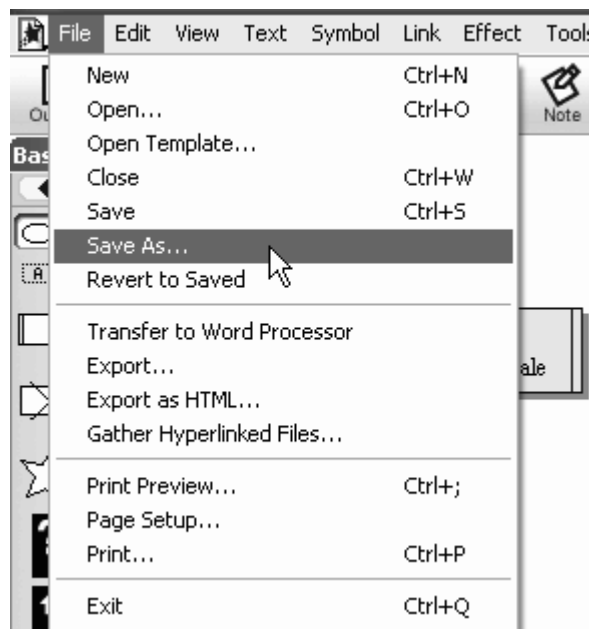 File Edit View Text Symbol Link Effect
New Ctrl+N
Open... Ctrl+O
Note
Open Template...
Close Ctrl+W
Save Ctrl+S
Save As...
A
Revert to Saved
Transfer to Word Processor
Export...
ale
Export as HTML...
Gather Hyperlinked Files...
Print Preview... Ctrl+;
Page Setup...
Print... Ctrl+P
Exit Ctrl+Q